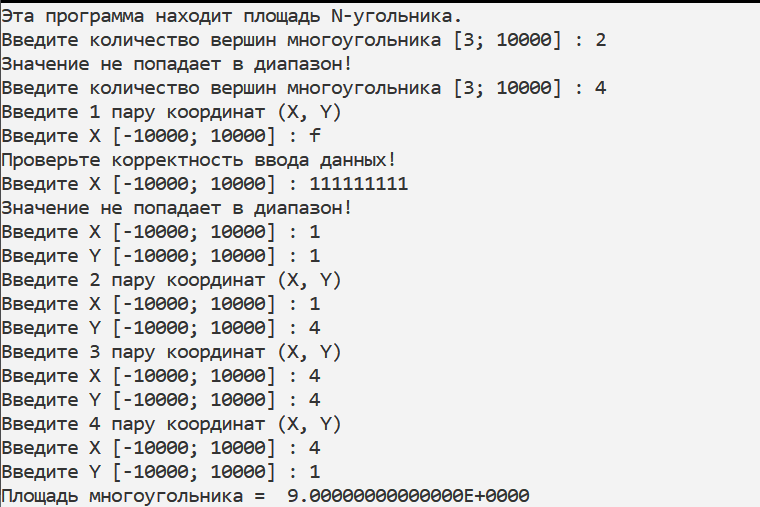 Эта программа находит площадь N-угольника.
Введите количество вершин многоугольника [3; 10000] : 2
Значение не попадает в диапазон!
Введите количество вершин многоугольника [3; 10000] : 4
Введите 1 пару координат (X, Y)
Введите X [-10000; 10000] : f
Проверьте корректность ввода данных!
Введите X [-10000; 10000] : 111111111
Значение не попадает в диапазон!
Введите X [-10000; 10000] : 1
Введите Y [-10000; 10000] : 1
Введите 2 пару координат (X, Y)
Введите X [-10000; 10000] : 1
Введите Y [-10000; 10000] : 4
Введите 3 пару координат (X, Y)
Введите X [-10000; 10000] : 4
Введите Y [-10000; 10000] : 4
Введите 4 пару координат (X, Y)
Введите X [-10000; 10000] : 4
Введите Y [-10000; 10000] : 1
Площадь многоугольника =  9.00000000000000E+0000